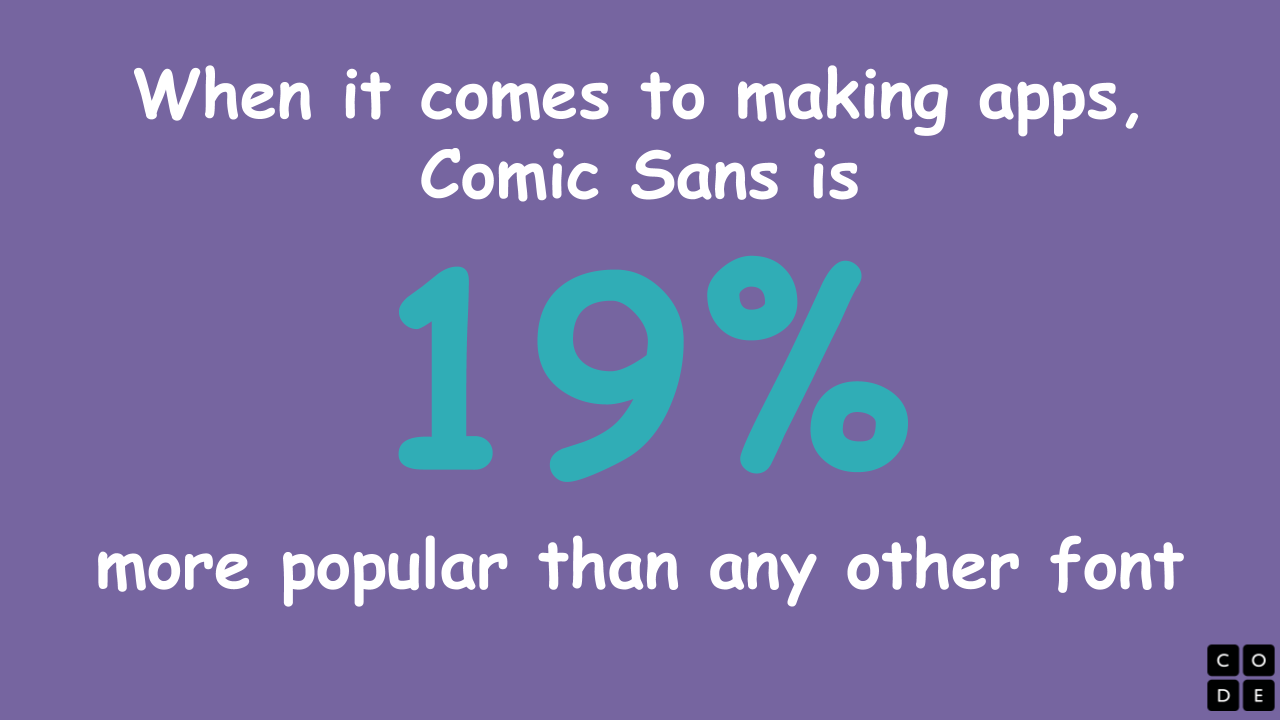 When it comes to making apps,
Comic Sans is
19%
more popular than any other font
C O
D E